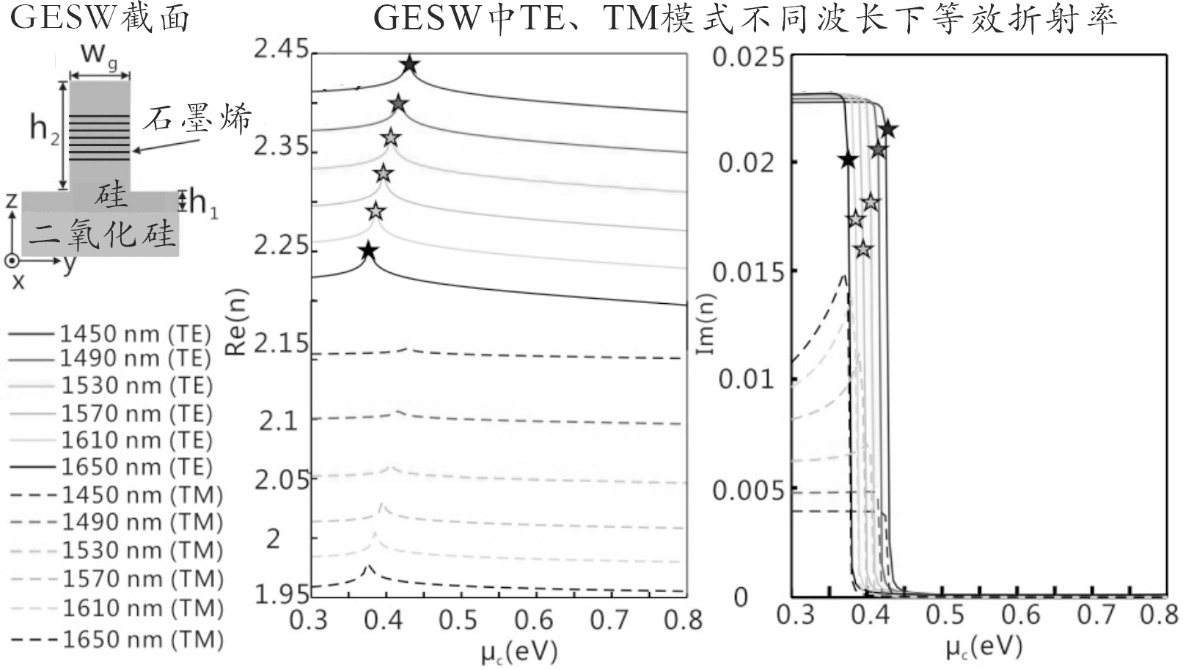 GESW截面
GESW中TE、TM模式不同波长下等效折射率
wg
h2
石墨烯
硅
h1
二氧化硅
z
y
x
1450 nm (TE)
1490 nm (TE)
1530 nm (TE)
1570 nm (TE)
1610 nm (TE)
1650 nm (TE)
1450 nm (TM)
1490 nm (TM)
1530 nm (TM)
1570 nm (TM)
1610 nm (TM)
1650 nm (TM)
Re(n)
2.45
2.35
2.25
2.15
2.1
2.05
2
1.95
0.3 0.4 0.5 0.6 0.7 0.8
μc(eV)
Im(n)
0.025
0.02
0.015
0.01
0.005
0
0.3 0.4 0.5 0.6 0.7 0.8
μc(eV)